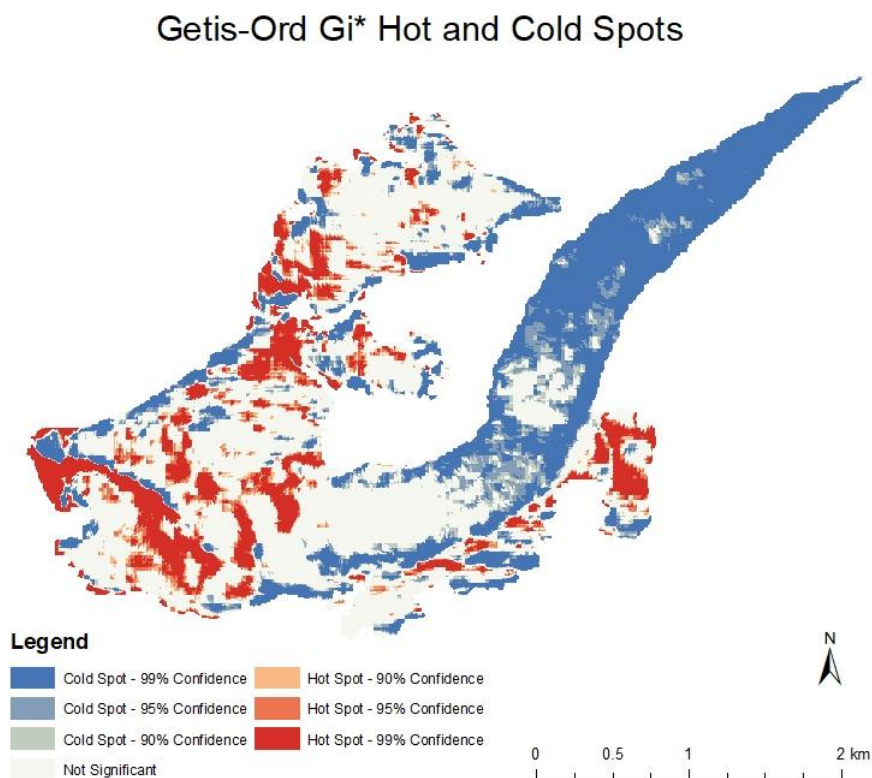 Getis-Ord Gi* Hot and Cold Spots
Legend
Cold Spot - 99% Confidence
Cold Spot - 95% Confidence
Cold Spot - 90% Confidence
Not Significant
Hot Spot - 90% Confidence
Hot Spot - 95% Confidence
Hot Spot - 99% Confidence
N
0 0.5 1 2 km